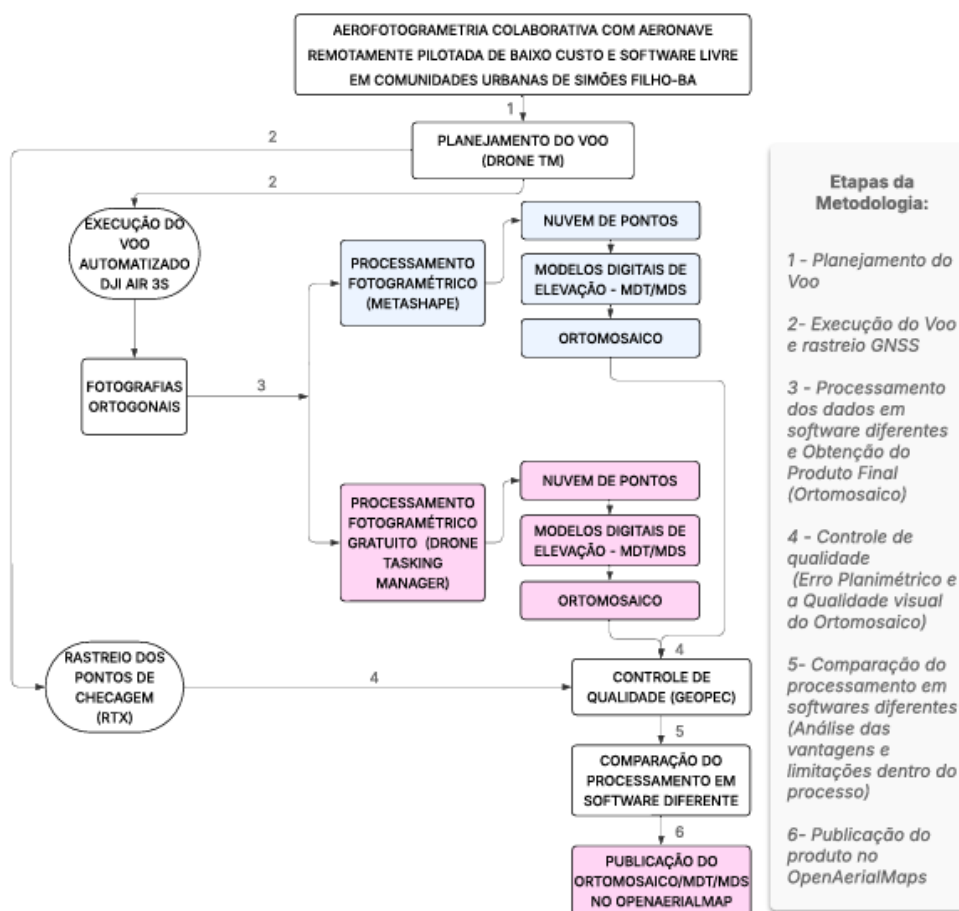 AEROFOTOGRAMETRIA COLABORATIVA COM AERONAVE
REMOTAMENTE PILOTADA DE BAIXO CUSTO E SOFTWARE LIVRE
EM COMUNIDADES URBANAS DE SIMÕES FILHO-BA
1
2
PLANEJAMENTO DO VOO
(DRONE TM)
2
EXECUÇÃO DO
VOO
AUTOMATIZADO
DJI AIR 3S
FOTOGRAFIAS
ORTOGONAIS
3
PROCESSAMENTO
FOTOGRAMÉTRICO
(METASHAPE)
NUVEM DE PONTOS
MODELOS DIGITAIS DE
ELEVAÇÃO - MDT/MDS
ORTOMOSAICO
PROCESSAMENTO
FOTOGRAMÉTRICO
GRATUITO (DRONE
TASKING
MANAGER)
NUVEM DE PONTOS
MODELOS DIGITAIS DE
ELEVAÇÃO - MDT/MDS
ORTOMOSAICO
4
RASTREIO DOS
PONTOS DE
CHECAGEM
(RTX)
4
CONTROLE DE
QUALIDADE (GEOPEC)
5
COMPARAÇÃO DO
PROCESSAMENTO EM
SOFTWARE DIFERENTE
6
PUBLICAÇÃO DO
ORTOMOSAICO/MDT/MDS
NO OPENAERIALMAP
Etapas da
Metodologia:
1 - Planejamento do
Voo
2- Execução do Voo
e rastreio GNSS
3 - Processamento
dos dados em
software diferentes
e Obtenção do
Produto Final
(Ortomosaico)
4 - Controle de
qualidade
(Erro Planimétrico e
a Qualidade visual
do Ortomosaico)
5- Comparação do
processamento em
softwares diferentes
(Análise das
vantagens e
limitações dentro do
processo)
6- Publicação do
produto no
OpenAerialMaps